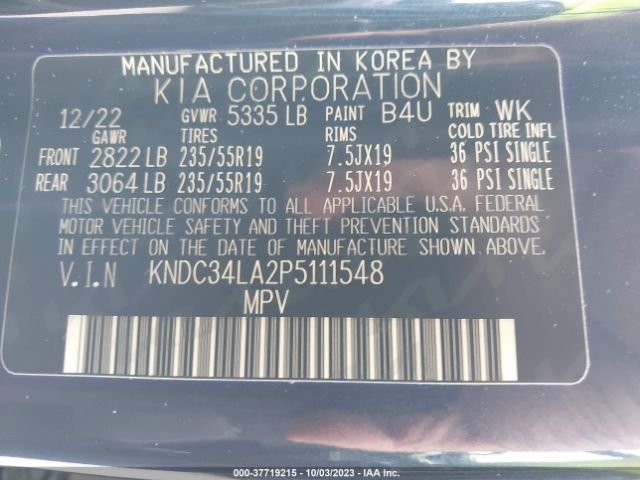 MANUFACTURED IN KOREA BY
KIA CORPORATION
12/22 GVWR 5335 LB PAINT B4U TRIM WK
GAWR TIRES RIMS COLD TIRE INFL
FRONT 2822 LB 235/55R19 7.5JX19 36 PSI SINGLE
REAR 3064 LB 235/55R19 7.5JX19 36 PSI SINGLE
THIS VEHICLE CONFORMS TO ALL APPLICABLE U.S.A. FEDERAL
MOTOR VEHICLE SAFETY AND THEFT PREVENTION STANDARDS
IN EFFECT ON THE DATE OF MANUFACTURE SHOWN ABOVE.
V.I.N KNDC34LA2P5111548
MPV
000-37719215 - 10/03/2023 - IAA Inc.